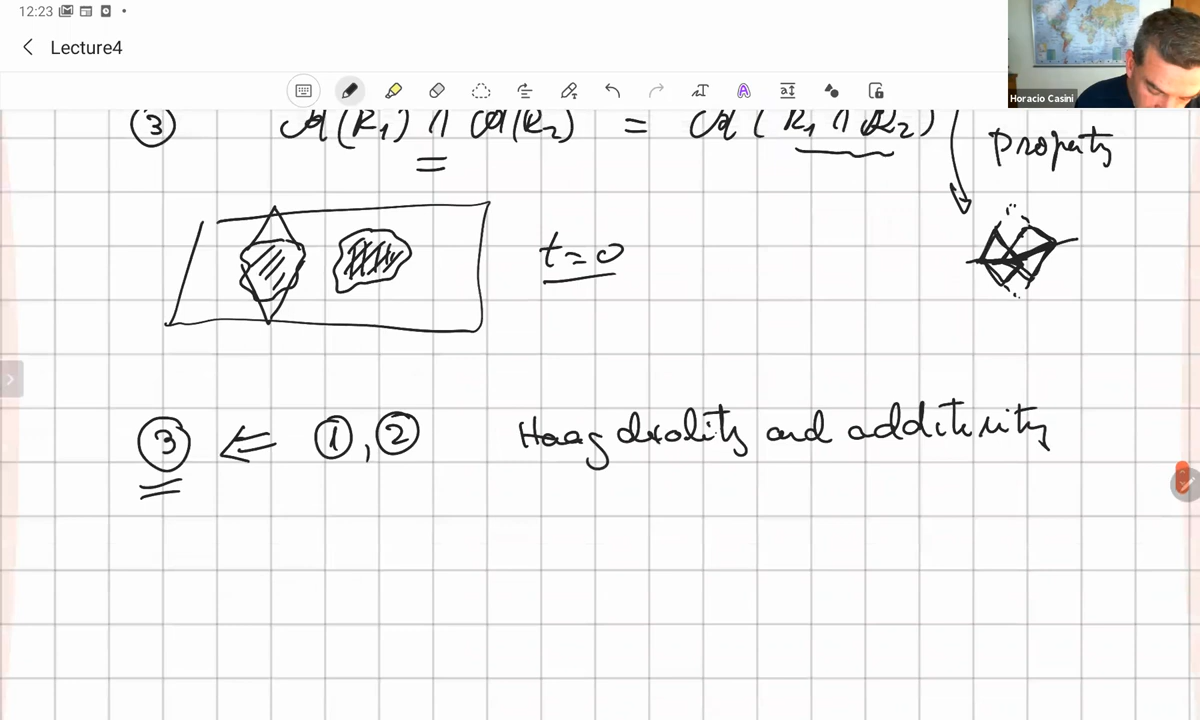 12:23
Lecture4
Horacio Casini
③ A(R₁) ∩ A(R₂) = A(R₁ ∩ R₂)
property
t=0
③ ⇐ ①, ② Haag duality and additivity